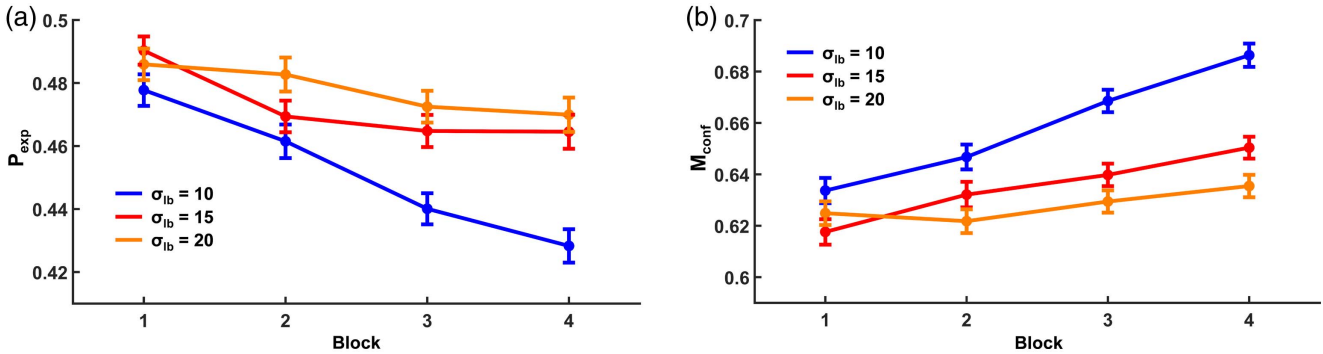 (a)
0.5
0.48
0.46
0.44
0.42
P_exp
σ_lb = 10
σ_lb = 15
σ_lb = 20
1 2 3 4
Block
(b)
0.7
0.68
0.66
0.64
0.62
0.6
M_conf
σ_lb = 10
σ_lb = 15
σ_lb = 20
1 2 3 4
Block